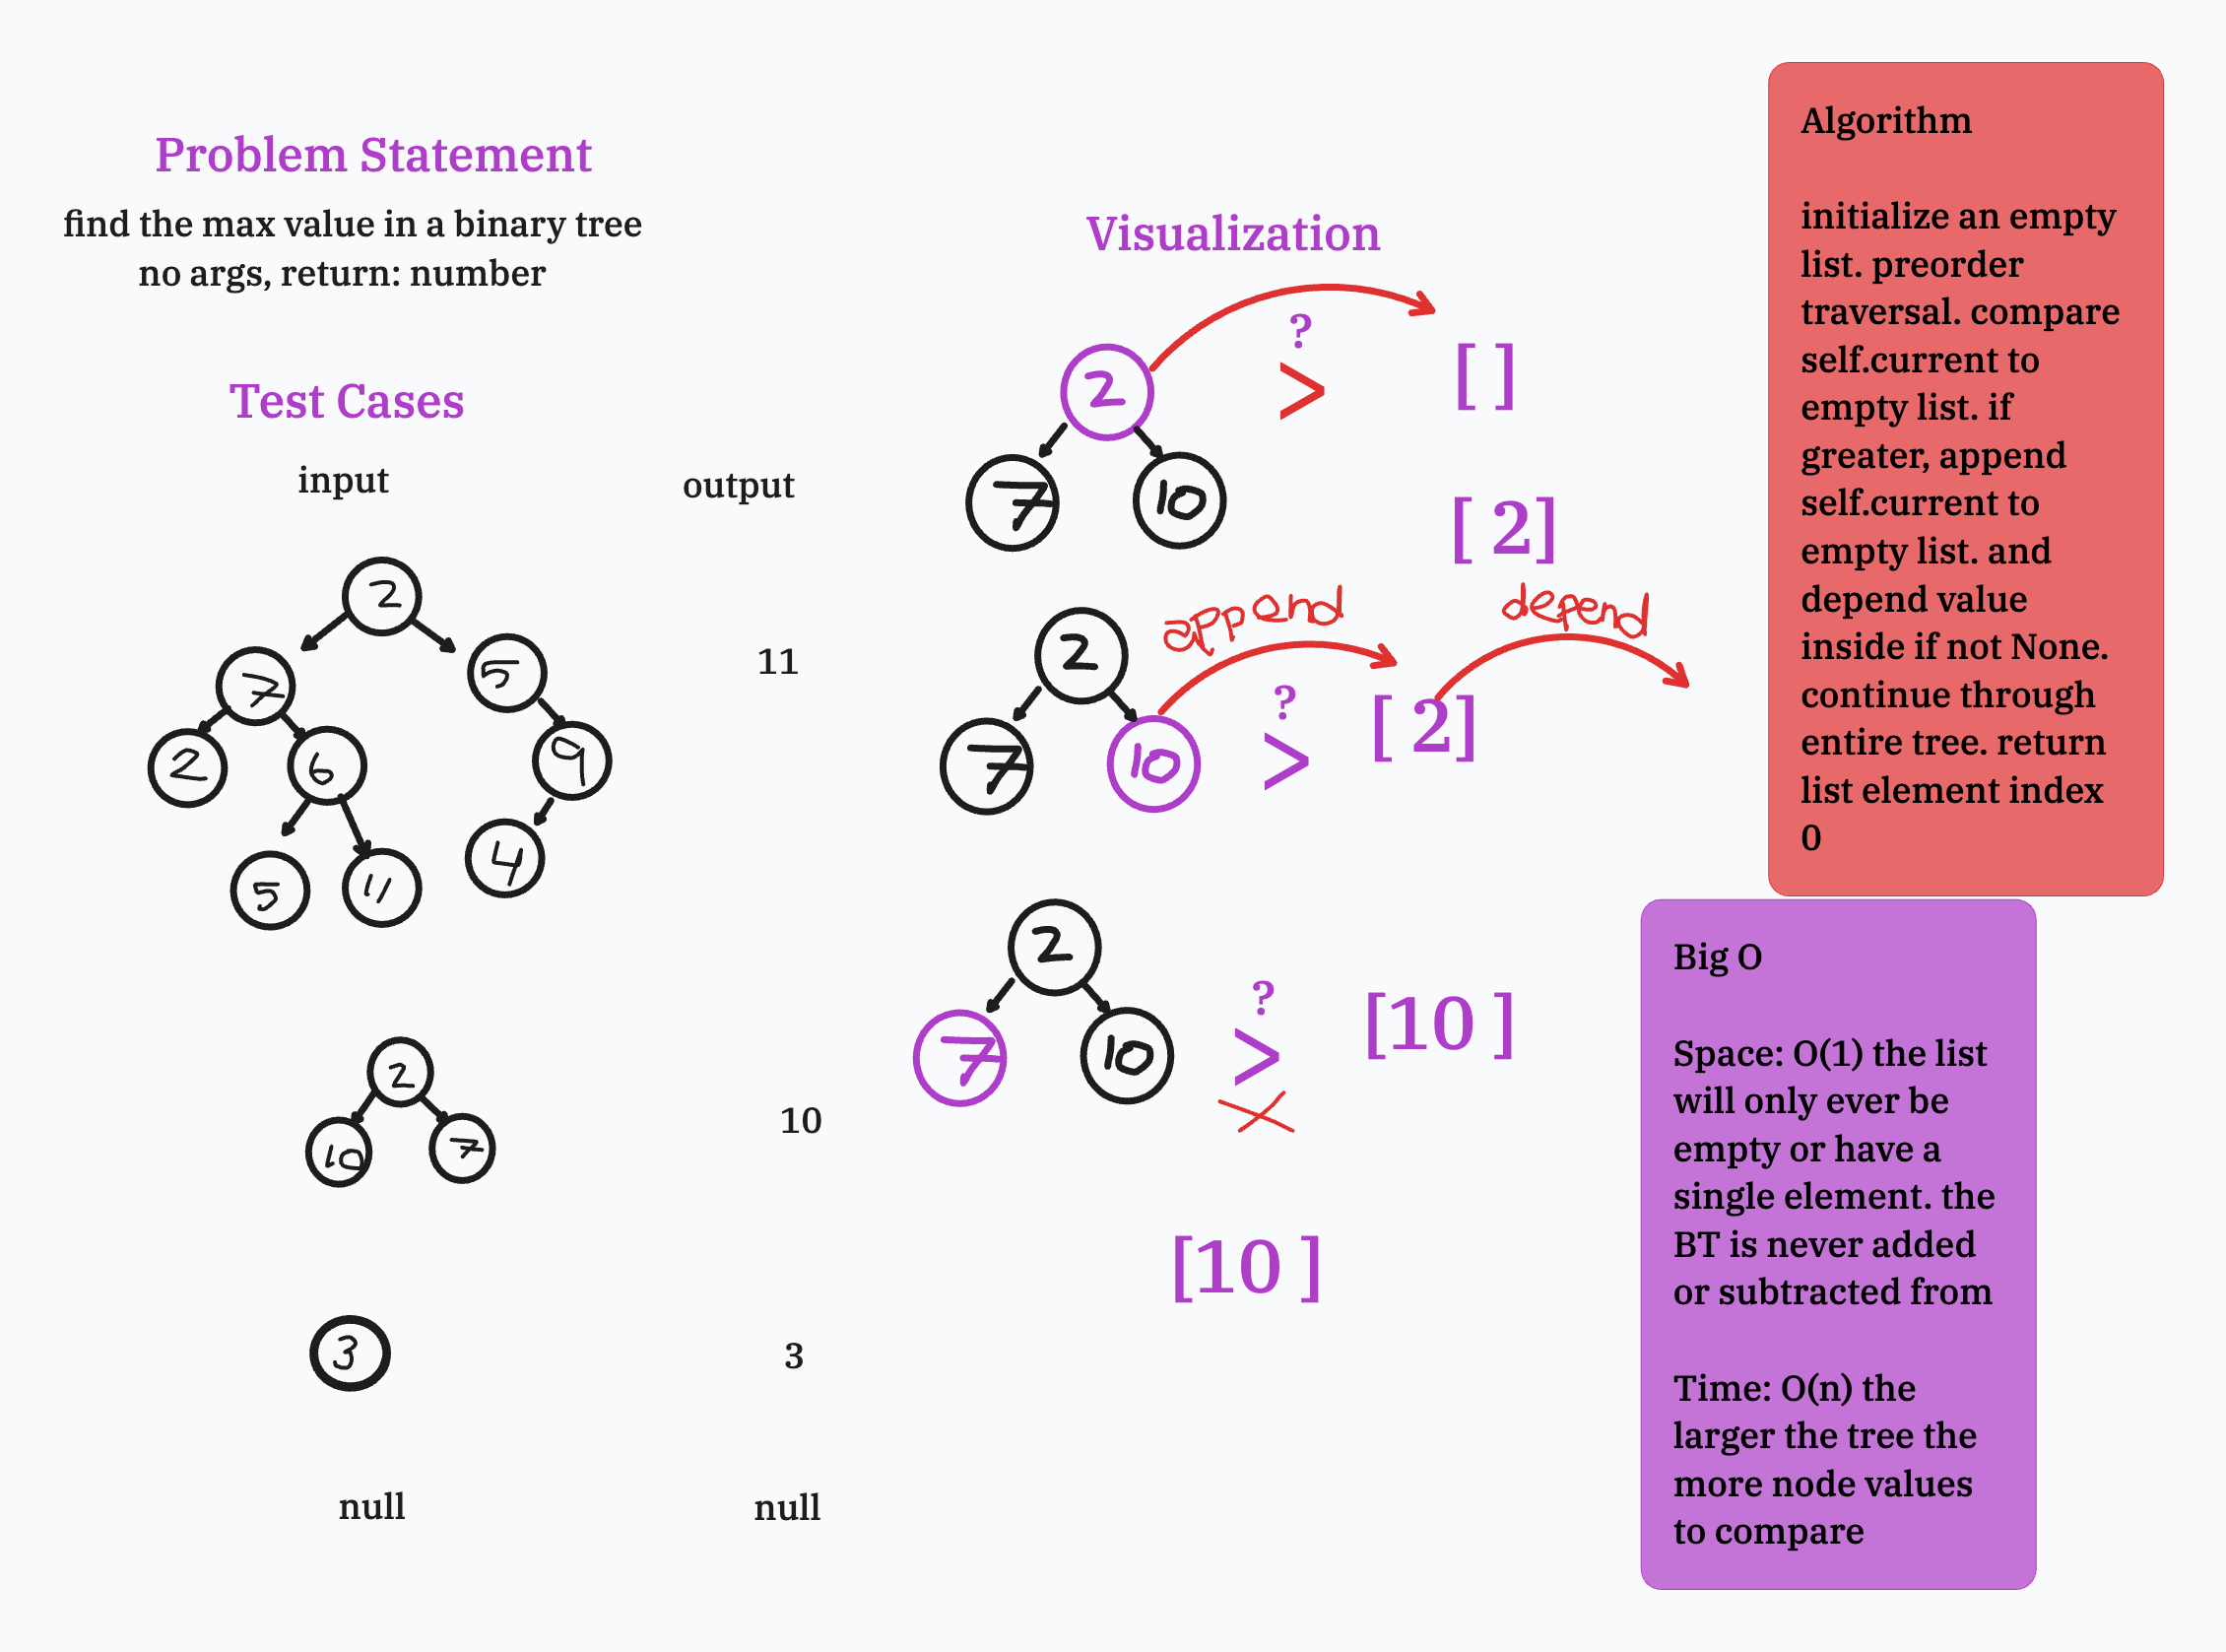 Problem Statement
find the max value in a binary tree
no args, return: number
Test Cases
input
output
2
7
5
2
6
9
5
11
4
11
2
10
7
10
3
3
null
null
Visualization
2
?
>
[ ]
7
10
[ 2]
append
depend
2
?
>
[ 2]
7
10
2
?
>
[10 ]
7
10
[10 ]
Algorithm
initialize an empty
list. preorder
traversal. compare
self.current to
empty list. if
greater, append
self.current to
empty list. and
depend value
inside if not None.
continue through
entire tree. return
list element index
0
Big O
Space: O(1) the list
will only ever be
empty or have a
single element. the
BT is never added
or subtracted from
Time: O(n) the
larger the tree the
more node values
to compare